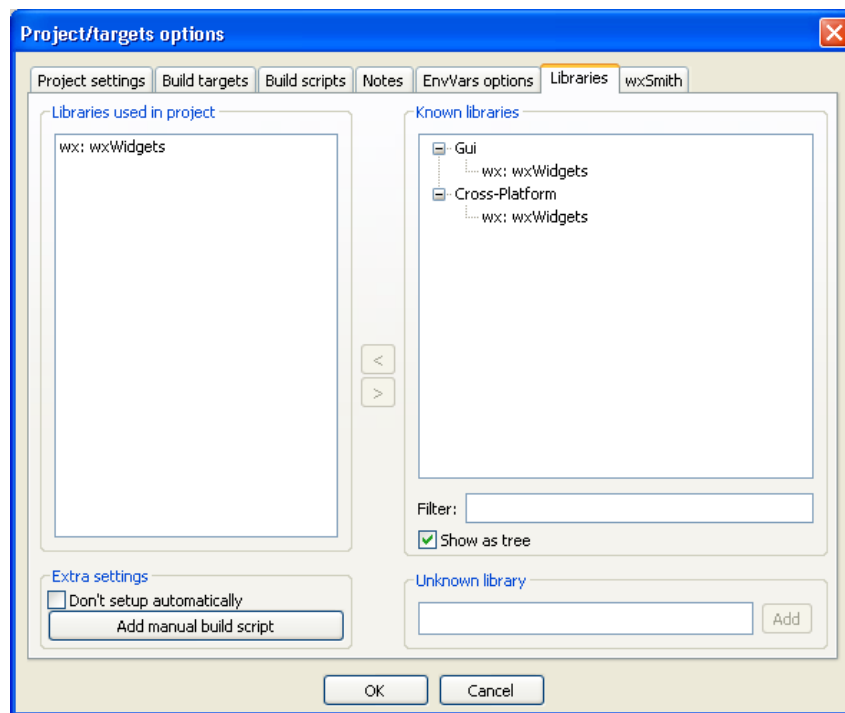 Project/targets options
Project settings Build targets Build scripts Notes EnvVars options Libraries wxSmith
Libraries used in project
wx: wxWidgets
Known libraries
Gui
wx: wxWidgets
Cross-Platform
wx: wxWidgets
<
>
Filter:
Show as tree
Extra settings
Don't setup automatically
Add manual build script
Unknown library
Add
OK Cancel